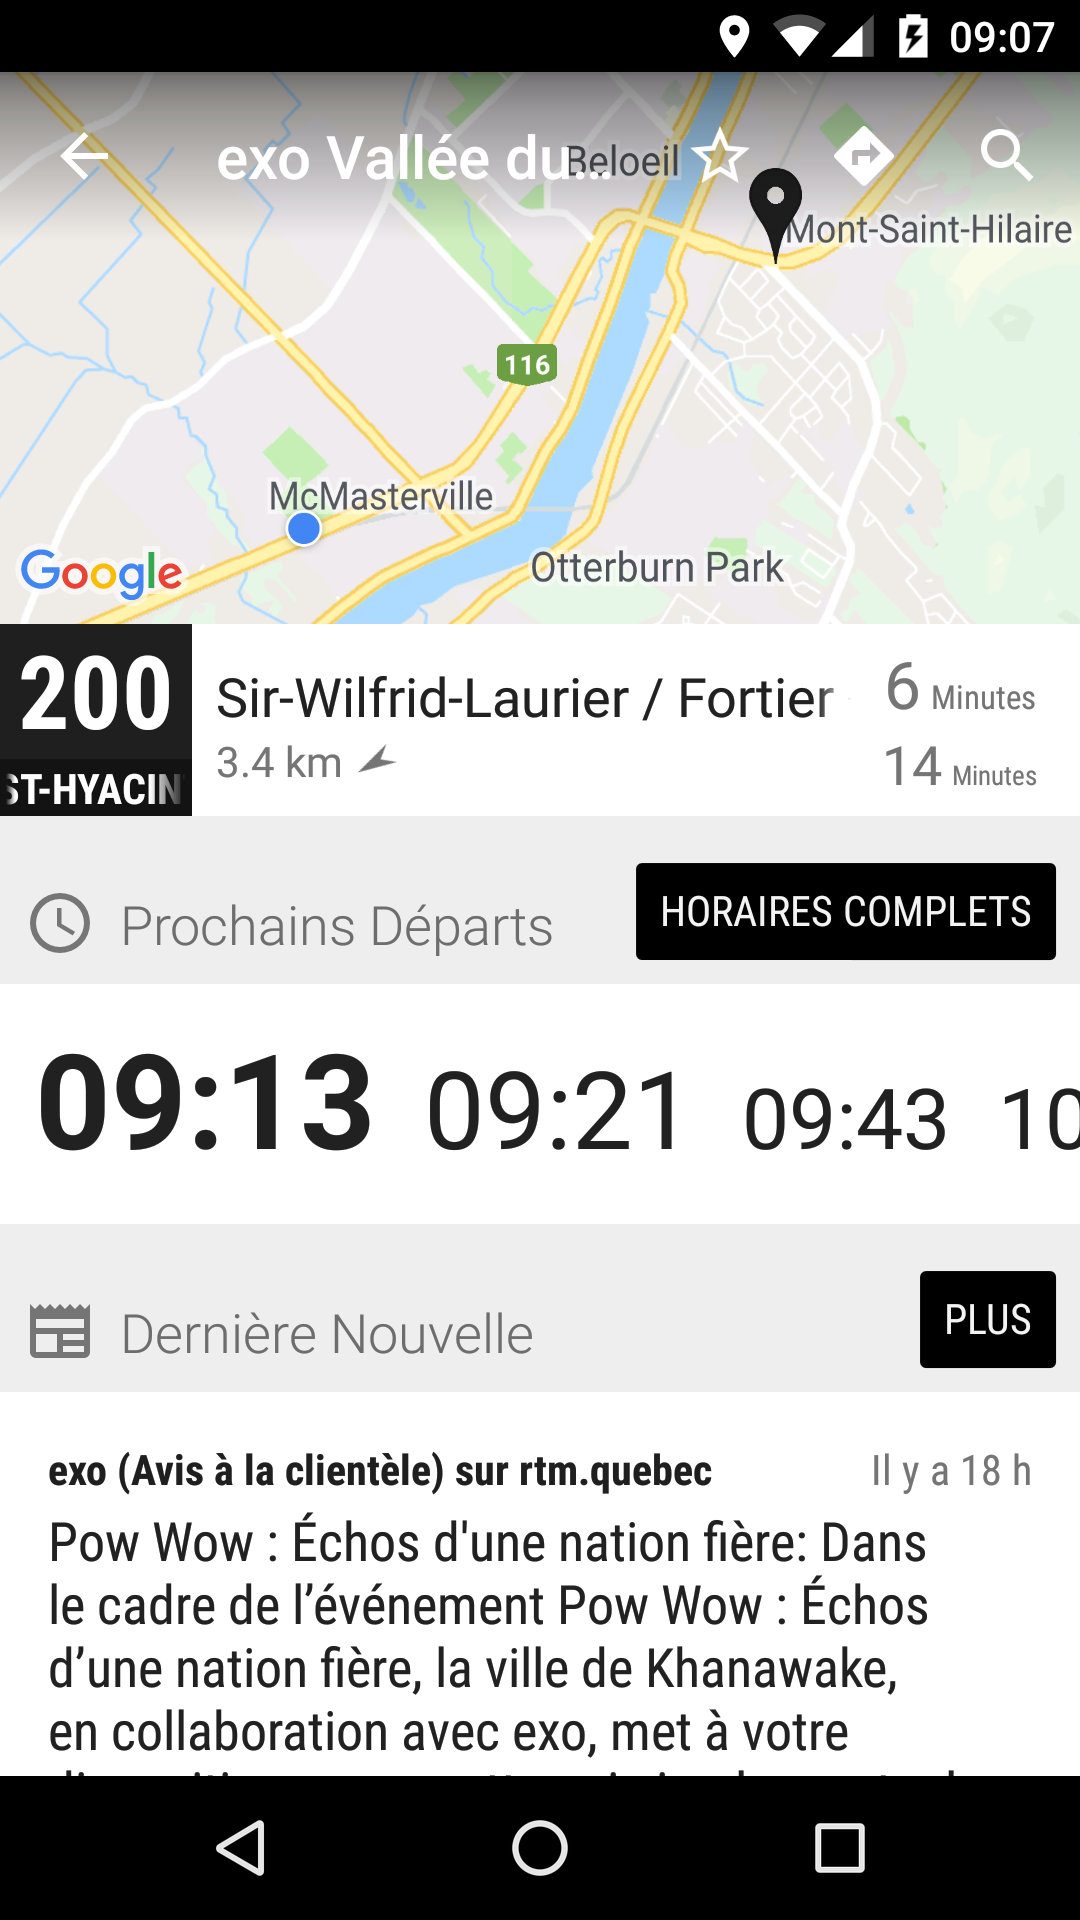 09:07
exo Vallée du...
Beloeil
Mont-Saint-Hilaire
116
McMasterville
Otterburn Park
Google
200
ST-HYACIN
Sir-Wilfrid-Laurier / Fortier
3.4 km
6 Minutes
14 Minutes
Prochains Départs
HORAIRES COMPLETS
09:13 09:21 09:43 10
Dernière Nouvelle
PLUS
exo (Avis à la clientèle) sur rtm.quebec
Il y a 18 h
Pow Wow : Échos d'une nation fière: Dans
le cadre de l’événement Pow Wow : Échos
d’une nation fière, la ville de Khanawake,
en collaboration avec exo, met à votre